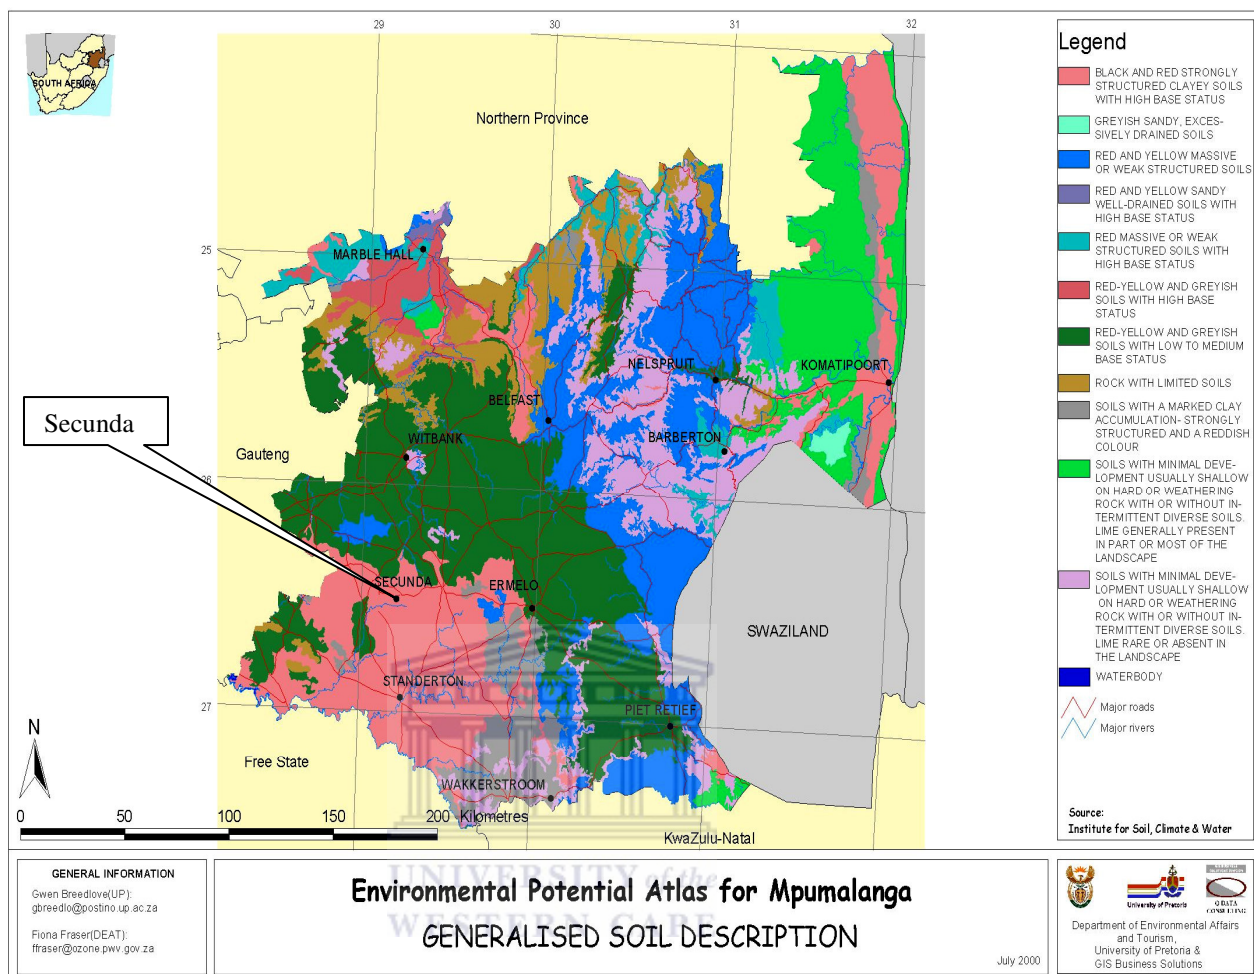 29
30
31
32
SOUTH AFRICA
Northern Province
25
MARBLE HALL
NELSPRUIT
KOMATIPOORT
BELFAST
Secunda
WITBANK
BARBERTON
Gauteng
26
SECUNDA
ERMELO
SWAZILAND
STANDERTON
27
PIET RETIEF
N
Free State
WAKKERSTROOM
0 50 100 150 200 Kilometres
KwaZulu-Natal
Legend
BLACK AND RED STRONGLY
STRUCTURED CLAYEY SOILS
WITH HIGH BASE STATUS
GREYISH SANDY, EXCES-
SIVELY DRAINED SOILS
RED AND YELLOW MASSIVE
OR WEAK STRUCTURED SOILS
RED AND YELLOW SANDY
WELL-DRAINED SOILS WITH
HIGH BASE STATUS
RED MASSIVE OR WEAK
STRUCTURED SOILS WITH
HIGH BASE STATUS
RED-YELLOW AND GREYISH
SOILS WITH HIGH BASE
STATUS
RED-YELLOW AND GREYISH
SOILS WITH LOW TO MEDIUM
BASE STATUS
ROCK WITH LIMITED SOILS
SOILS WITH A MARKED CLAY
ACCUMULATION- STRONGLY
STRUCTURED AND A REDDISH
COLOUR
SOILS WITH MINIMAL DEVE-
LOPMENT USUALLY SHALLOW
ON HARD OR WEATHERING
ROCK WITH OR WITHOUT IN-
TERMITTENT DIVERSE SOILS.
LIME GENERALLY PRESENT
IN PART OR MOST OF THE
LANDSCAPE
SOILS WITH MINIMAL DEVE-
LOPMENT USUALLY SHALLOW
ON HARD OR WEATHERING
ROCK WITH OR WITHOUT IN-
TERMITTENT DIVERSE SOILS.
LIME RARE OR ABSENT IN
THE LANDSCAPE
WATERBODY
Major roads
Major rivers
Source:
Institute for Soil, Climate & Water
GENERAL INFORMATION
Gwen Breedlove(UP):
gbreedlo@postino.up.ac.za
Fiona Fraser(DEAT):
ffraser@ozone.pwv.gov.za
UNIVERSITY of the
WESTERN CAPE
Environmental Potential Atlas for Mpumalanga
GENERALISED SOIL DESCRIPTION
July 2000
University of Pretoria
CONSULTING
Department of Environmental Affairs
and Tourism,
University of Pretoria &
GIS Business Solutions